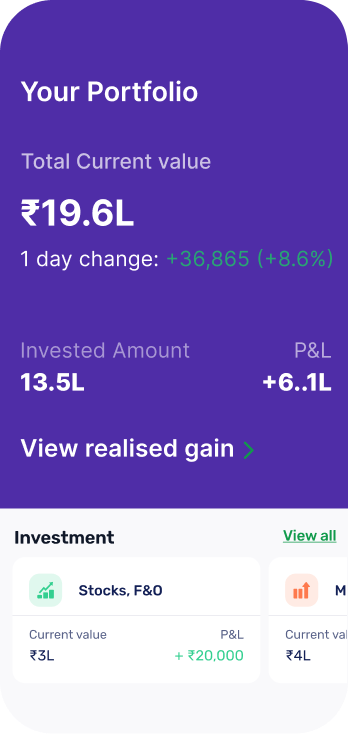 Your Portfolio
Total Current value
₹19.6L
1 day change: +36,865 (+8.6%)
Invested Amount P&L
13.5L +6..1L
View realised gain
Investment View all
Stocks, F&O
Current value P&L
₹3L + ₹20,000
Current
₹4L